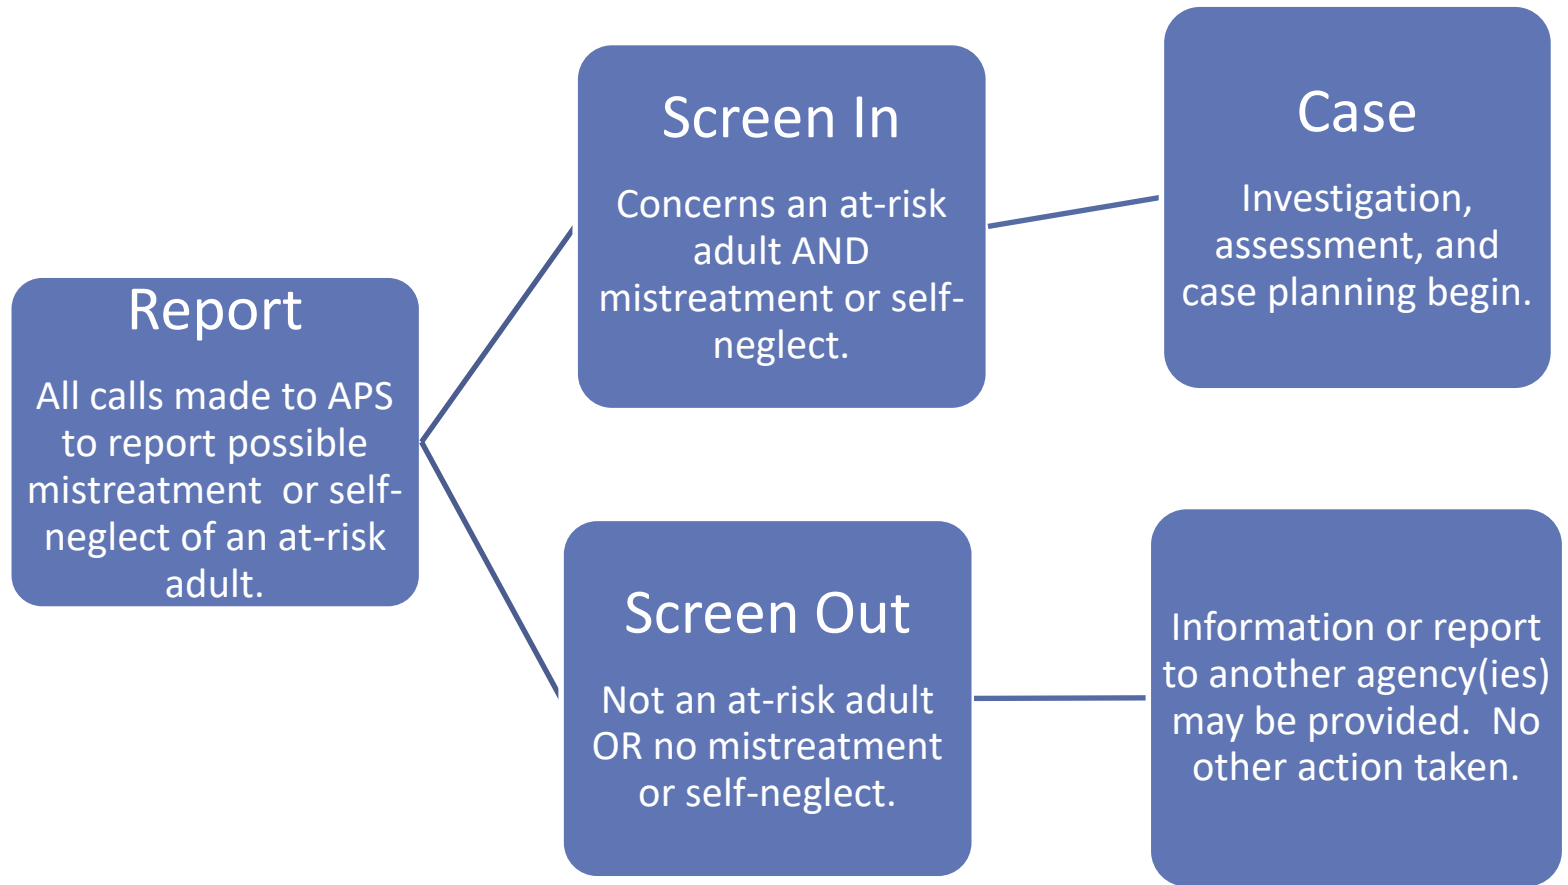 Report
All calls made to APS
to report possible
mistreatment  or self-
neglect of an at-risk
adult.
Screen In
Concerns an at-risk
adult AND
mistreatment or self-
neglect.
Case
Investigation,
assessment, and
case planning begin.
Screen Out
Not an at-risk adult
OR no mistreatment
or self-neglect.
Information or report
to another agency(ies)
may be provided.  No
other action taken.